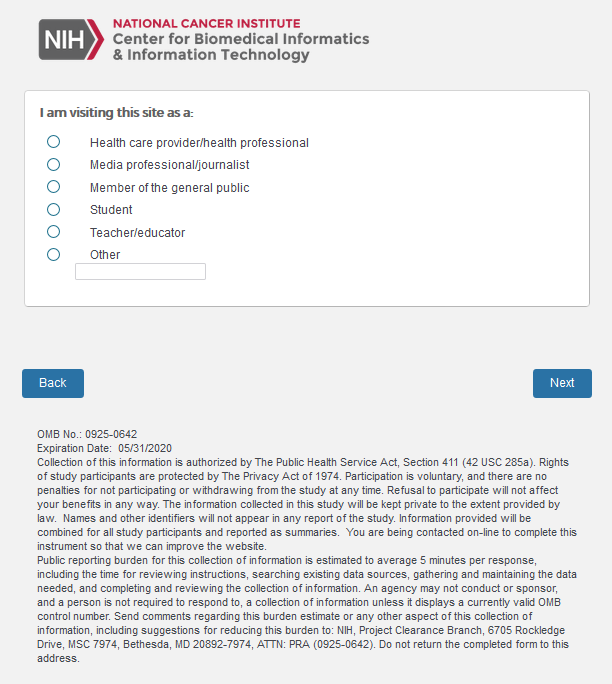 NIH
NATIONAL CANCER INSTITUTE
Center for Biomedical Informatics
& Information Technology
I am visiting this site as a:
Health care provider/health professional
Media professional/journalist
Member of the general public
Student
Teacher/educator
Other
Back
Next
OMB No.: 0925-0642
Expiration Date:  05/31/2020
Collection of this information is authorized by The Public Health Service Act, Section 411 (42 USC 285a). Rights
of study participants are protected by The Privacy Act of 1974. Participation is voluntary, and there are no
penalties for not participating or withdrawing from the study at any time. Refusal to participate will not affect
your benefits in any way. The information collected in this study will be kept private to the extent provided by
law.  Names and other identifiers will not appear in any report of the study. Information provided will be
combined for all study participants and reported as summaries.  You are being contacted on-line to complete this
instrument so that we can improve the website.
Public reporting burden for this collection of information is estimated to average 5 minutes per response,
including the time for reviewing instructions, searching existing data sources, gathering and maintaining the data
needed, and completing and reviewing the collection of information. An agency may not conduct or sponsor,
and a person is not required to respond to, a collection of information unless it displays a currently valid OMB
control number. Send comments regarding this burden estimate or any other aspect of this collection of
information, including suggestions for reducing this burden to: NIH, Project Clearance Branch, 6705 Rockledge
Drive, MSC 7974, Bethesda, MD 20892-7974, ATTN: PRA (0925-0642). Do not return the completed form to this
address.